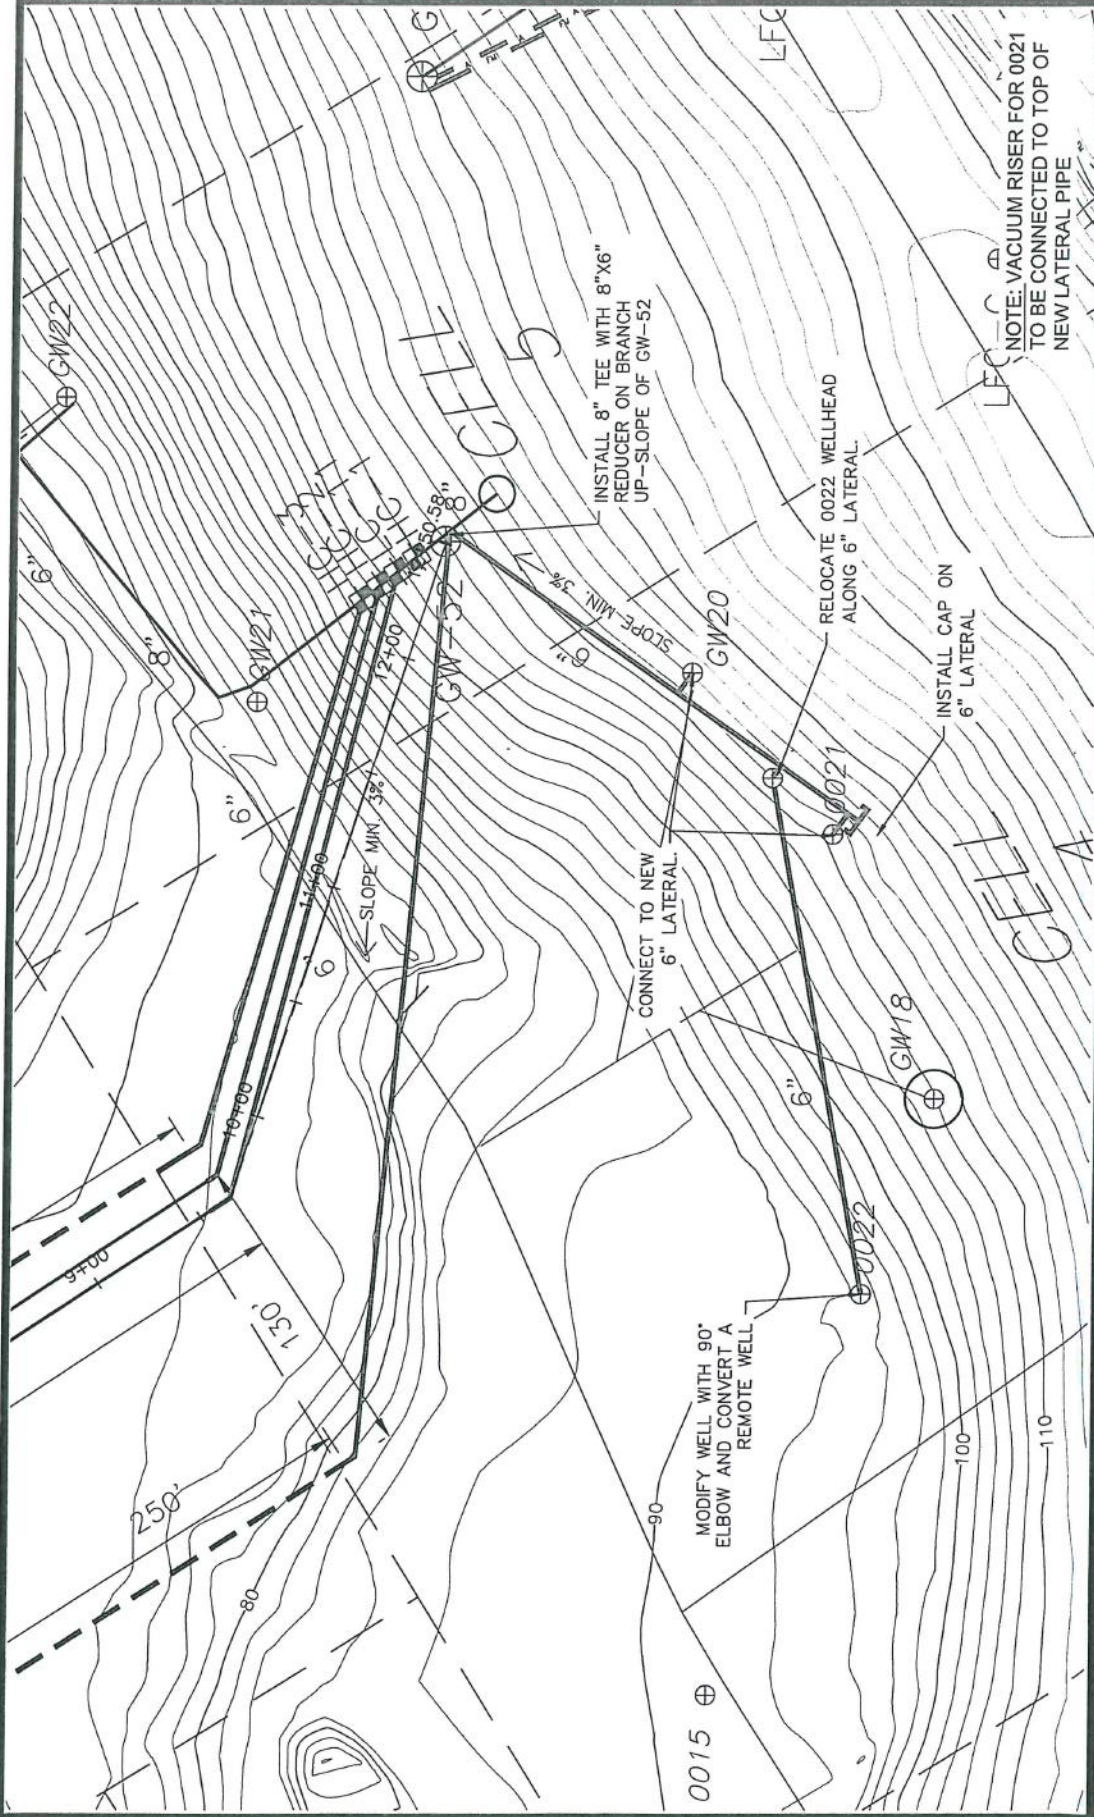 NOTE: VACUUM RISER FOR 0021
TO BE CONNECTED TO TOP OF
NEW LATERAL PIPE
GW22
6"
8"
GW21
CELL
5
8"
INSTALL 8" TEE WITH 8"X6"
REDUCER ON BRANCH
UP-SLOPE OF GW-52
GW-52
12+00
11+00
10+00
9+00
6"
6"
SLOPE MIN. 3%
SLOPE MIN. 3%
6"
GW20
RELOCATE 0022 WELLHEAD
ALONG 6" LATERAL.
INSTALL CAP ON
6" LATERAL
0021
CONNECT TO NEW
6" LATERAL.
CELL
GW18
6"
0022
MODIFY WELL WITH 90°
ELBOW AND CONVERT A
REMOTE WELL
130'
250'
80
90
100
110
0015